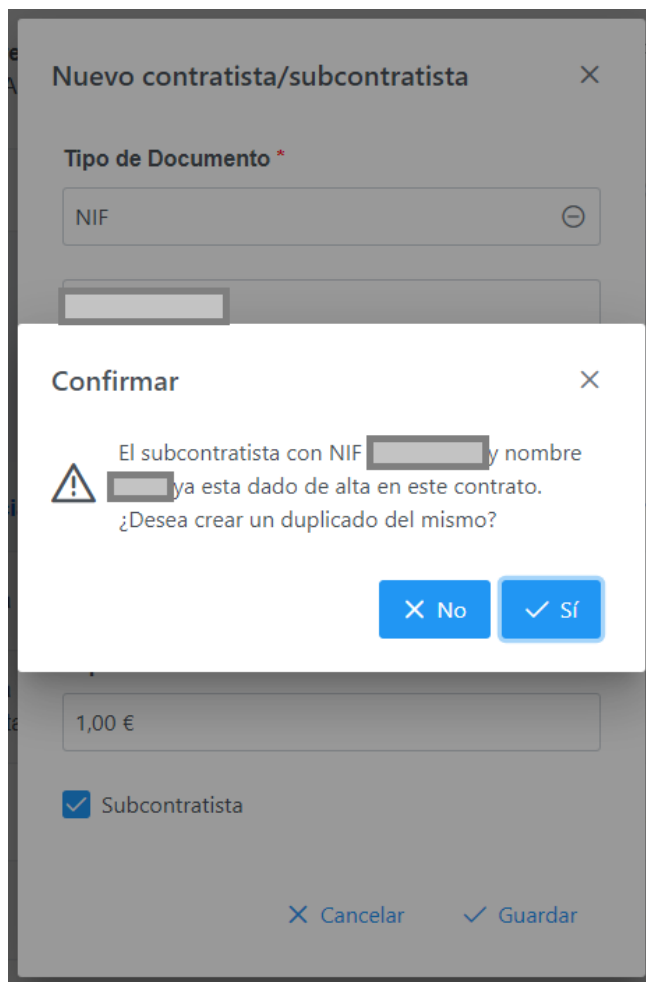 Nuevo contratista/subcontratista
Tipo de Documento *
NIF
Confirmar
El subcontratista con NIF y nombre
ya esta dado de alta en este contrato.
¿Desea crear un duplicado del mismo?
No
Sí
1,00 €
Subcontratista
Cancelar
Guardar